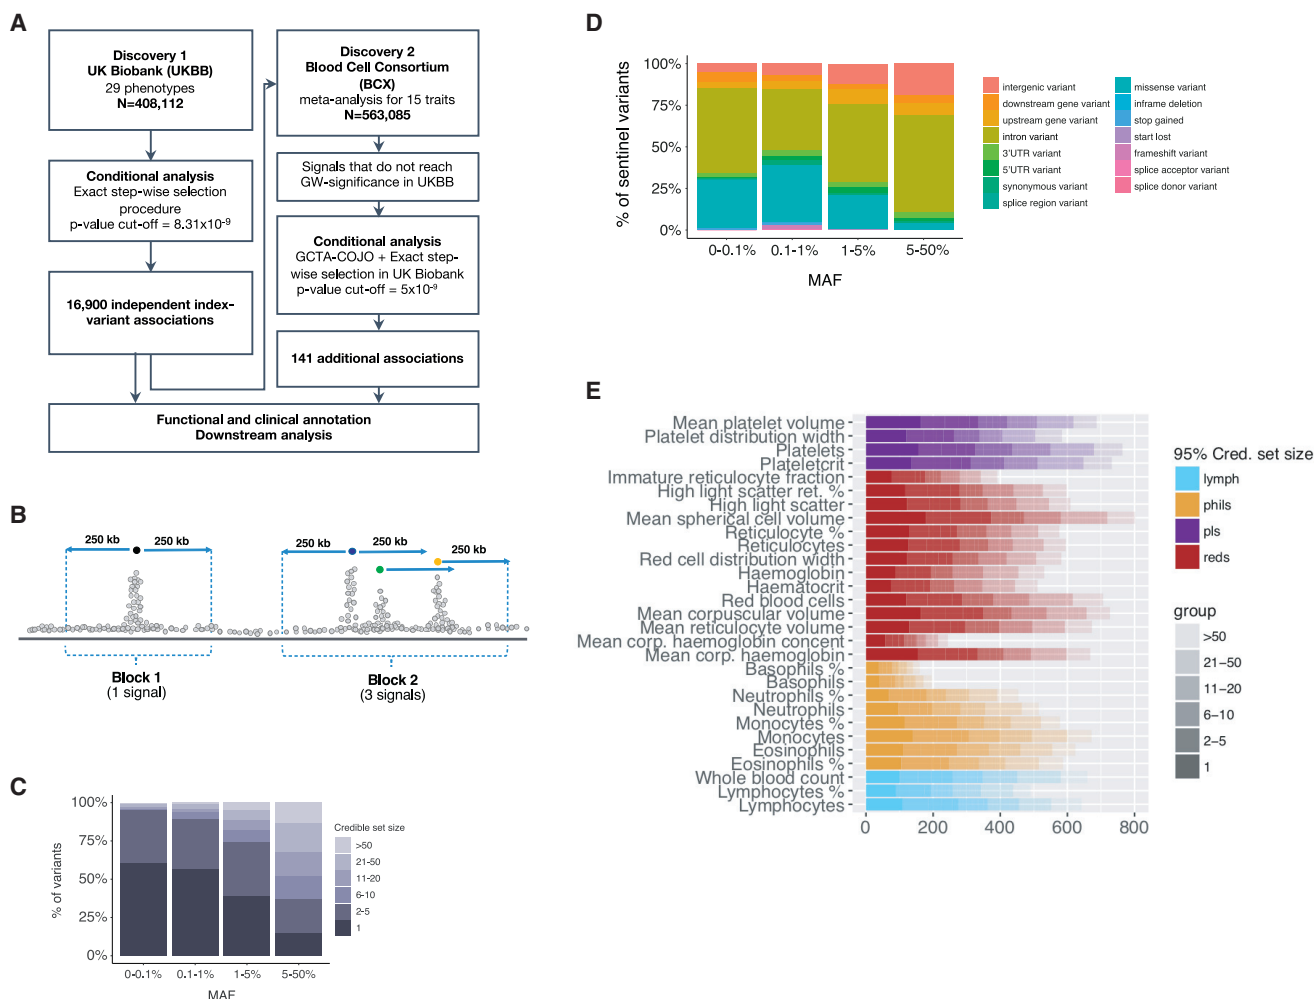 A
Discovery 1
UK Biobank (UKBB)
29 phenotypes
N=408,112
Conditional analysis
Exact step-wise selection
procedure
p-value cut-off = 8.31x10⁻⁹
16,900 independent index-
variant associations
Discovery 2
Blood Cell Consortium
(BCX)
meta-analysis for 15 traits
N=563,085
Signals that do not reach
GW-significance in UKBB
Conditional analysis
GCTA-COJO + Exact step-
wise selection in UK Biobank
p-value cut-off = 5x10⁻⁹
141 additional associations
Functional and clinical annotation
Downstream analysis
B
250 kb
250 kb
250 kb
250 kb
250 kb
Block 1
(1 signal)
Block 2
(3 signals)
C
% of variants
100%
75%
50%
25%
0%
0-0.1%
0.1-1%
1-5%
5-50%
MAF
Credible set size
>50
21-50
11-20
6-10
2-5
1
D
% of sentinel variants
100%
75%
50%
25%
0%
0-0.1%
0.1-1%
1-5%
5-50%
MAF
intergenic variant
downstream gene variant
upstream gene variant
intron variant
3'UTR variant
5'UTR variant
synonymous variant
splice region variant
missense variant
inframe deletion
stop gained
start lost
frameshift variant
splice acceptor variant
splice donor variant
E
Mean platelet volume
Platelet distribution width
Platelets
Plateletcrit
Immature reticulocyte fraction
High light scatter ret. %
High light scatter
Mean spherical cell volume
Reticulocyte %
Reticulocytes
Red cell distribution width
Haemoglobin
Haematocrit
Red blood cells
Mean corpuscular volume
Mean reticulocyte volume
Mean corp. haemoglobin concent
Mean corp. haemoglobin
Basophils %
Basophils
Neutrophils %
Neutrophils
Monocytes %
Monocytes
Eosinophils
Eosinophils %
Whole blood count
Lymphocytes %
Lymphocytes
0
200
400
600
800
95% Cred. set size
lymph
phils
pls
reds
group
>50
21-50
11-20
6-10
2-5
1